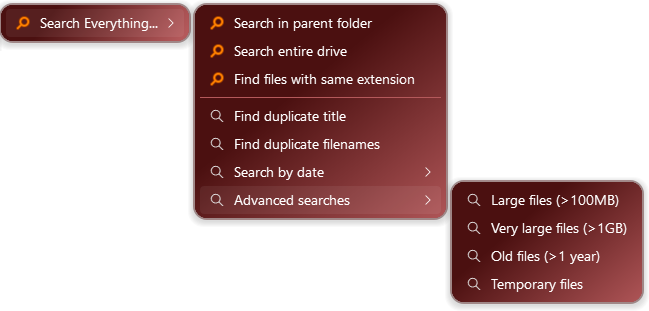 Search Everything...
Search in parent folder
Search entire drive
Find files with same extension
Find duplicate title
Find duplicate filenames
Search by date
Advanced searches
Large files (>100MB)
Very large files (>1GB)
Old files (>1 year)
Temporary files